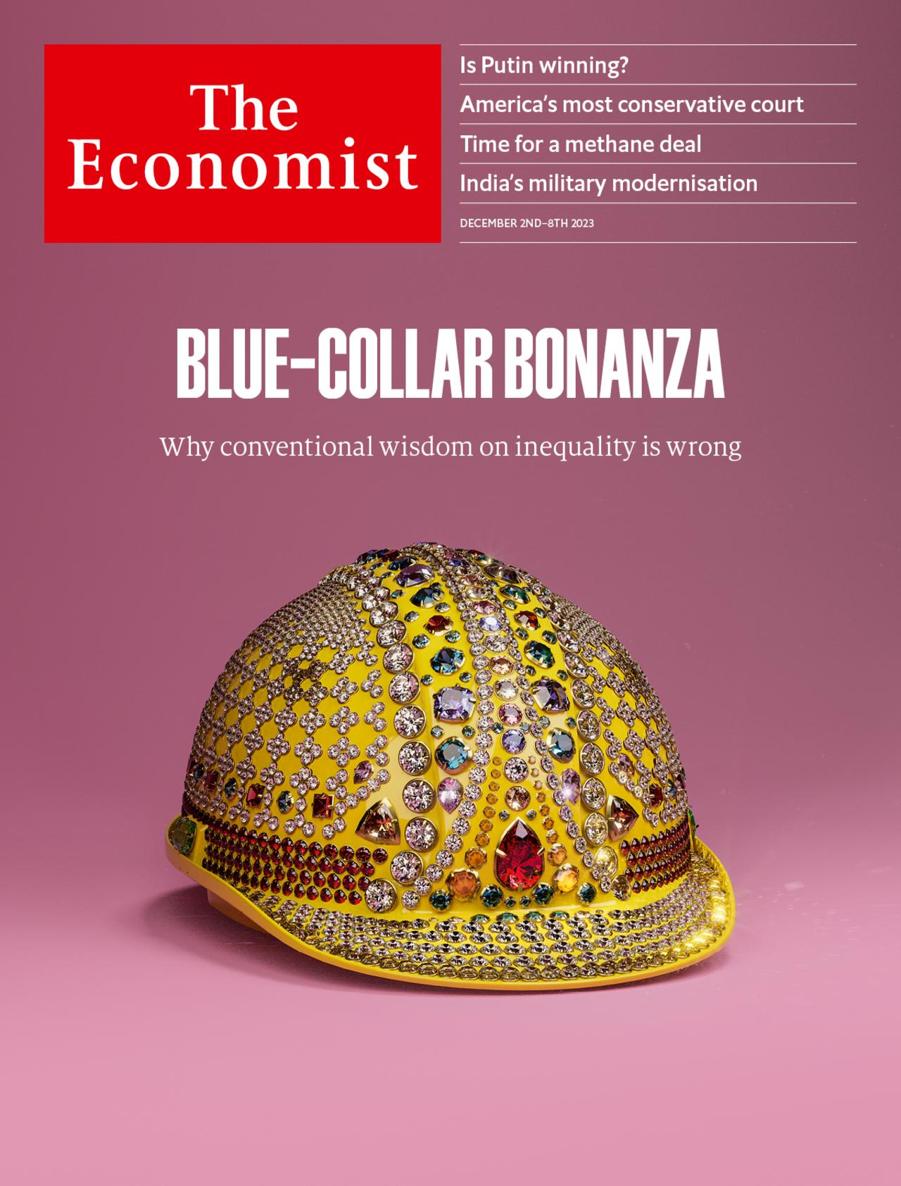 The
Economist
Is Putin winning?
America's most conservative court
Time for a methane deal
India's military modernisation
DECEMBER 2ND–8TH 2023
BLUE-COLLAR BONANZA
Why conventional wisdom on inequality is wrong